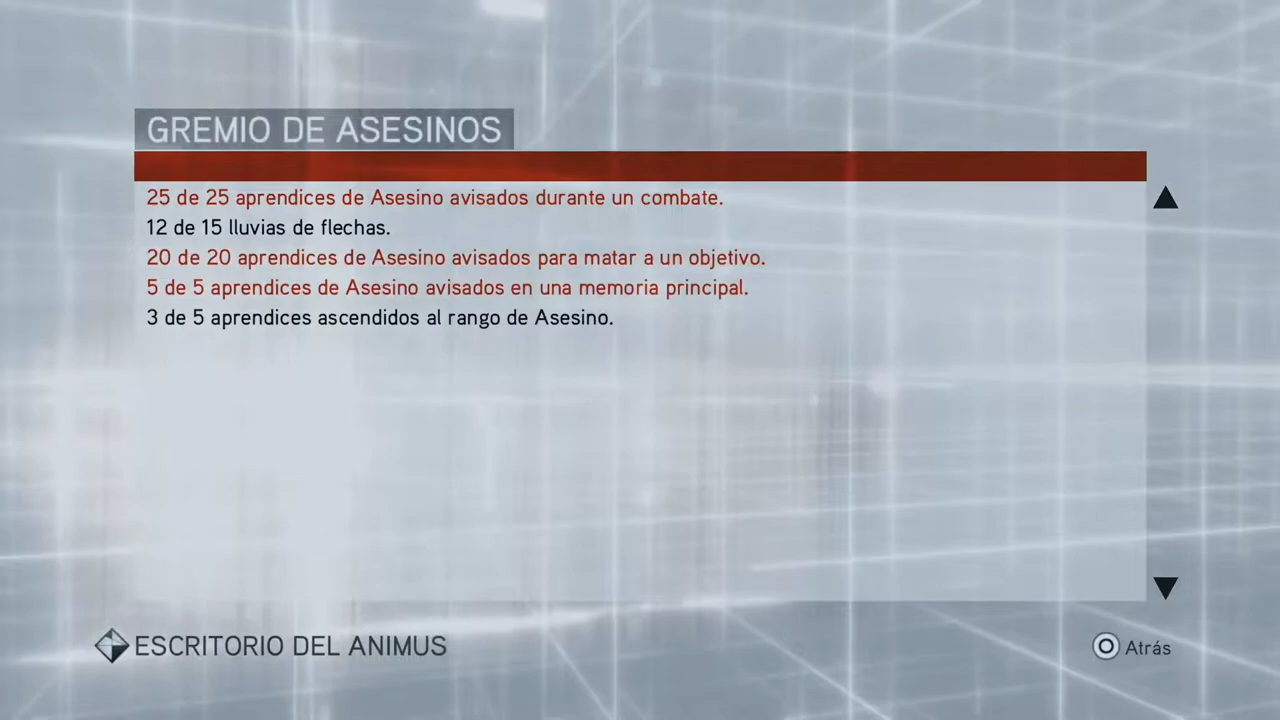 GREMIO DE ASESINOS
25 de 25 aprendices de Asesino avisados durante un combate.
12 de 15 lluvias de flechas.
20 de 20 aprendices de Asesino avisados para matar a un objetivo.
5 de 5 aprendices de Asesino avisados en una memoria principal.
3 de 5 aprendices ascendidos al rango de Asesino.
ESCRITORIO DEL ANIMUS
Atrás